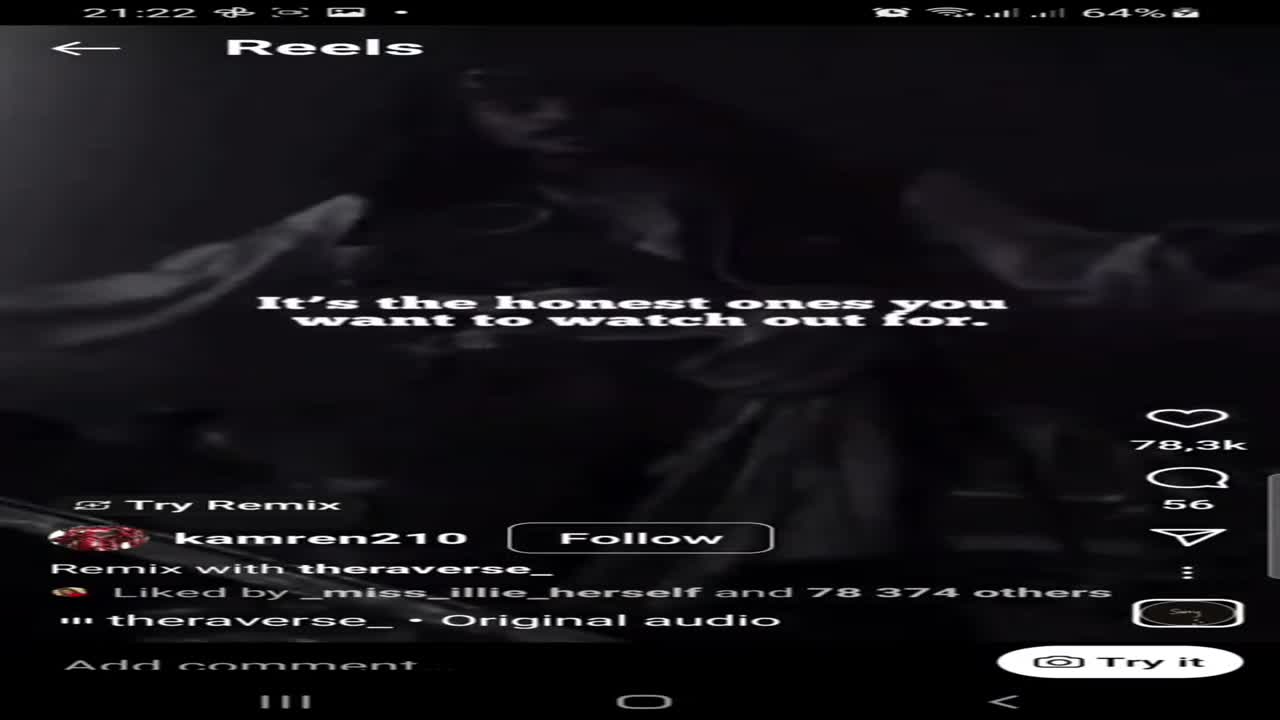 21:22
64%
Reels
It's the honest ones you
want to watch out for.
78,3k
56
Try Remix
kamren210
Follow
Remix with theraverse_
Liked by _miss_illie_herself and 78 374 others
theraverse_ • Original audio
Add comment...
Try it